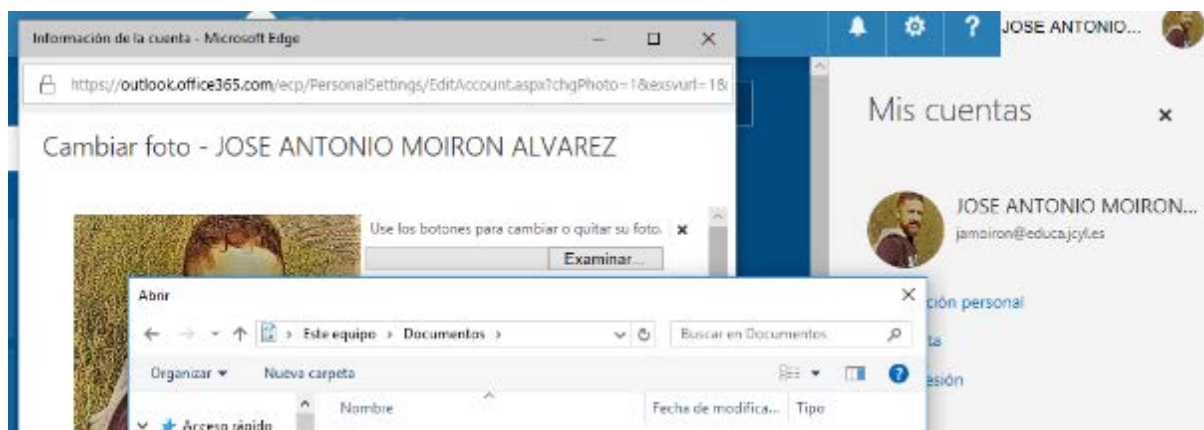 Información de la cuenta - Microsoft Edge
https://outlook.office365.com/ecp/PersonalSettings/EditAccount.aspx?chgPhoto=1&exsvurl=1&
Cambiar foto - JOSE ANTONIO MOIRON ALVAREZ
Use los botones para cambiar o quitar su foto.
Examinar...
Abrir
Este equipo > Documentos >
Buscar en Documentos
Organizar
Nueva carpeta
Nombre
Fecha de modifica...
Tipo
Acceso rápido
? JOSE ANTONIO...
Mis cuentas
JOSE ANTONIO MOIRON...
jamoiron@educa.jcyl.es
ción personal
ta
esión